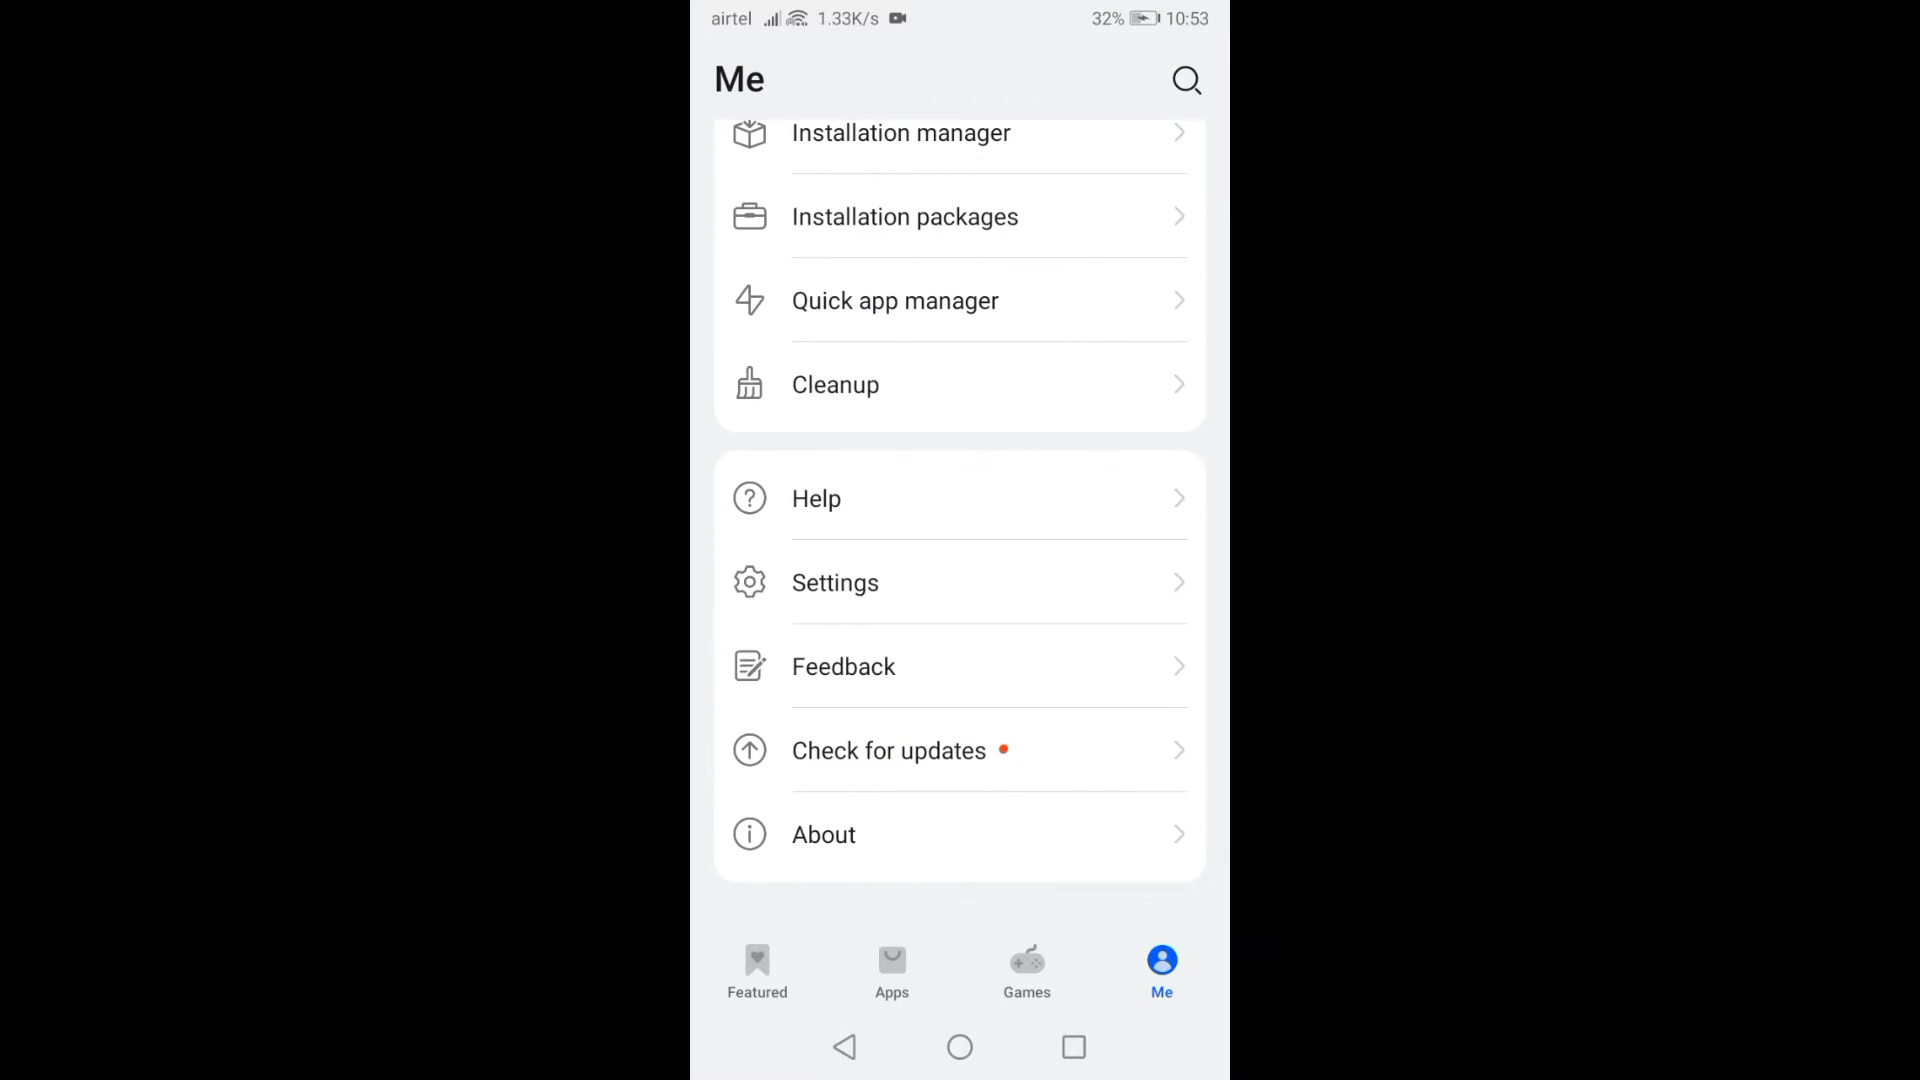 airtel 1.33K/s 32% 10:53
Me
Installation manager
Installation packages
Quick app manager
Cleanup
Help
Settings
Feedback
Check for updates
About
Featured Apps Games Me